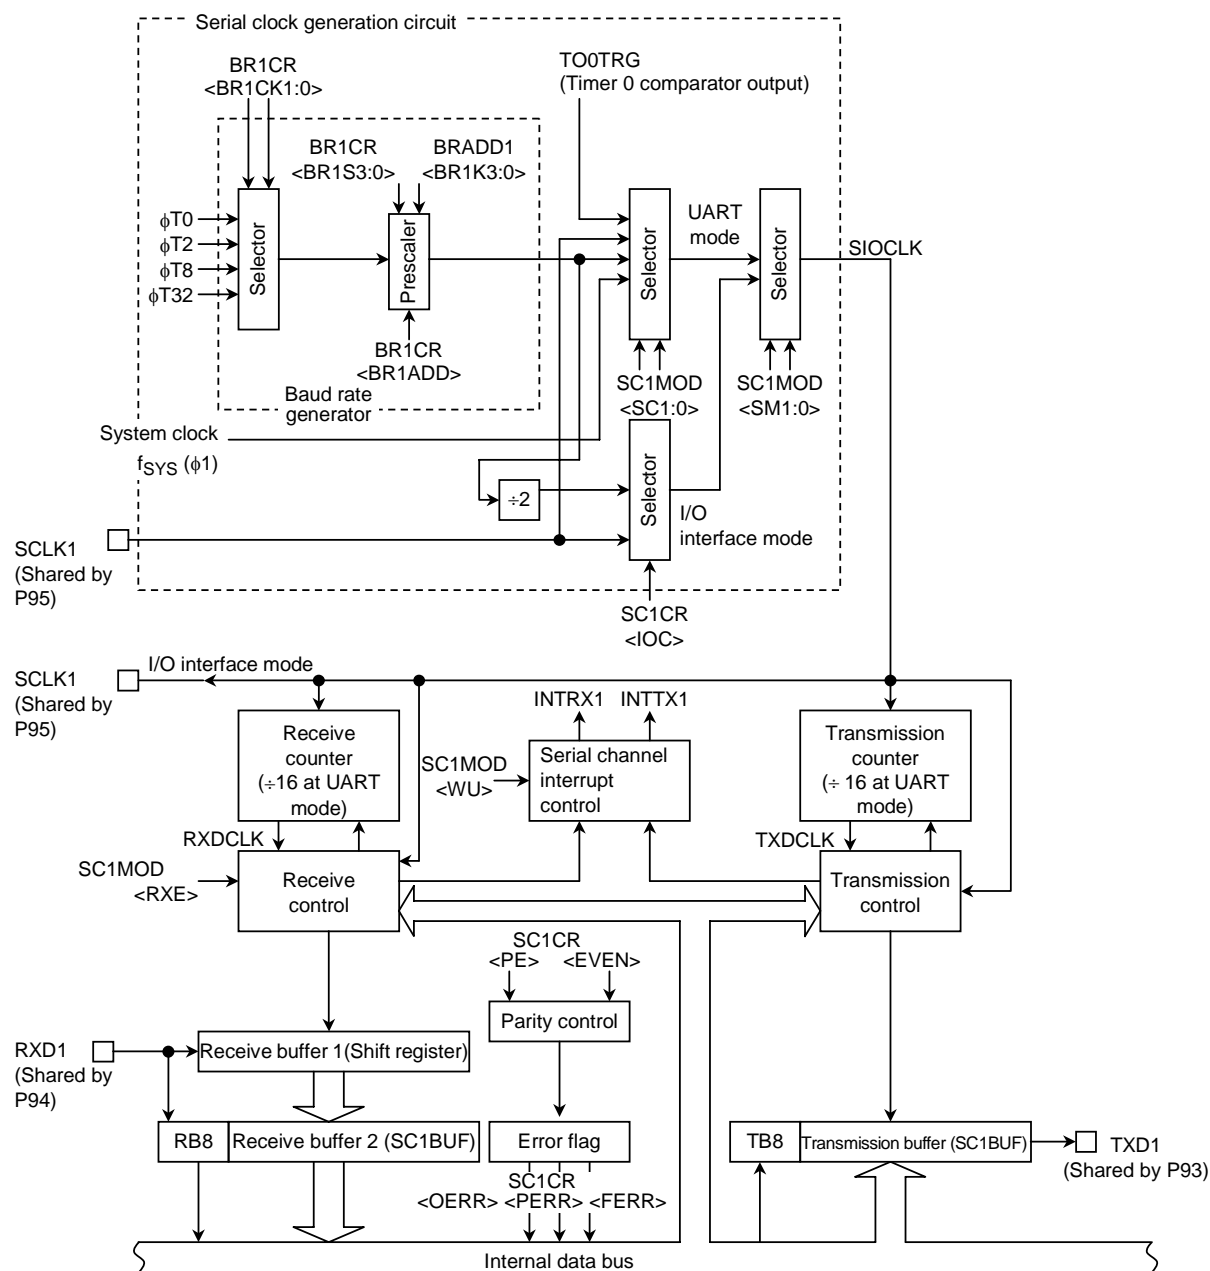 Serial clock generation circuit
BR1CR
<BR1CK1:0>
TO0TRG
(Timer 0 comparator output)
BR1CR
<BR1S3:0>
BRADD1
<BR1K3:0>
φT0
φT2
φT8
φT32
Selector
Prescaler
Selector
UART
mode
Selector
SIOCLK
BR1CR
<BR1ADD>
Baud rate
generator
SC1MOD
<SC1:0>
SC1MOD
<SM1:0>
System clock
fSYS (φ1)
÷2
Selector
I/O
interface mode
SCLK1
(Shared by
P95)
SC1CR
<IOC>
I/O interface mode
SCLK1
(Shared by
P95)
INTRX1
INTTX1
Receive
counter
(÷16 at UART
mode)
SC1MOD
<WU>
Serial channel
interrupt
control
Transmission
counter
(÷ 16 at UART
mode)
RXDCLK
TXDCLK
SC1MOD
<RXE>
Receive
control
Transmission
control
SC1CR
<PE>
<EVEN>
Parity control
RXD1
(Shared by
P94)
Receive buffer 1(Shift register)
RB8
Receive buffer 2 (SC1BUF)
Error flag
TB8
Transmission buffer (SC1BUF)
TXD1
(Shared by P93)
SC1CR
<OERR>
<PERR>
<FERR>
Internal data bus